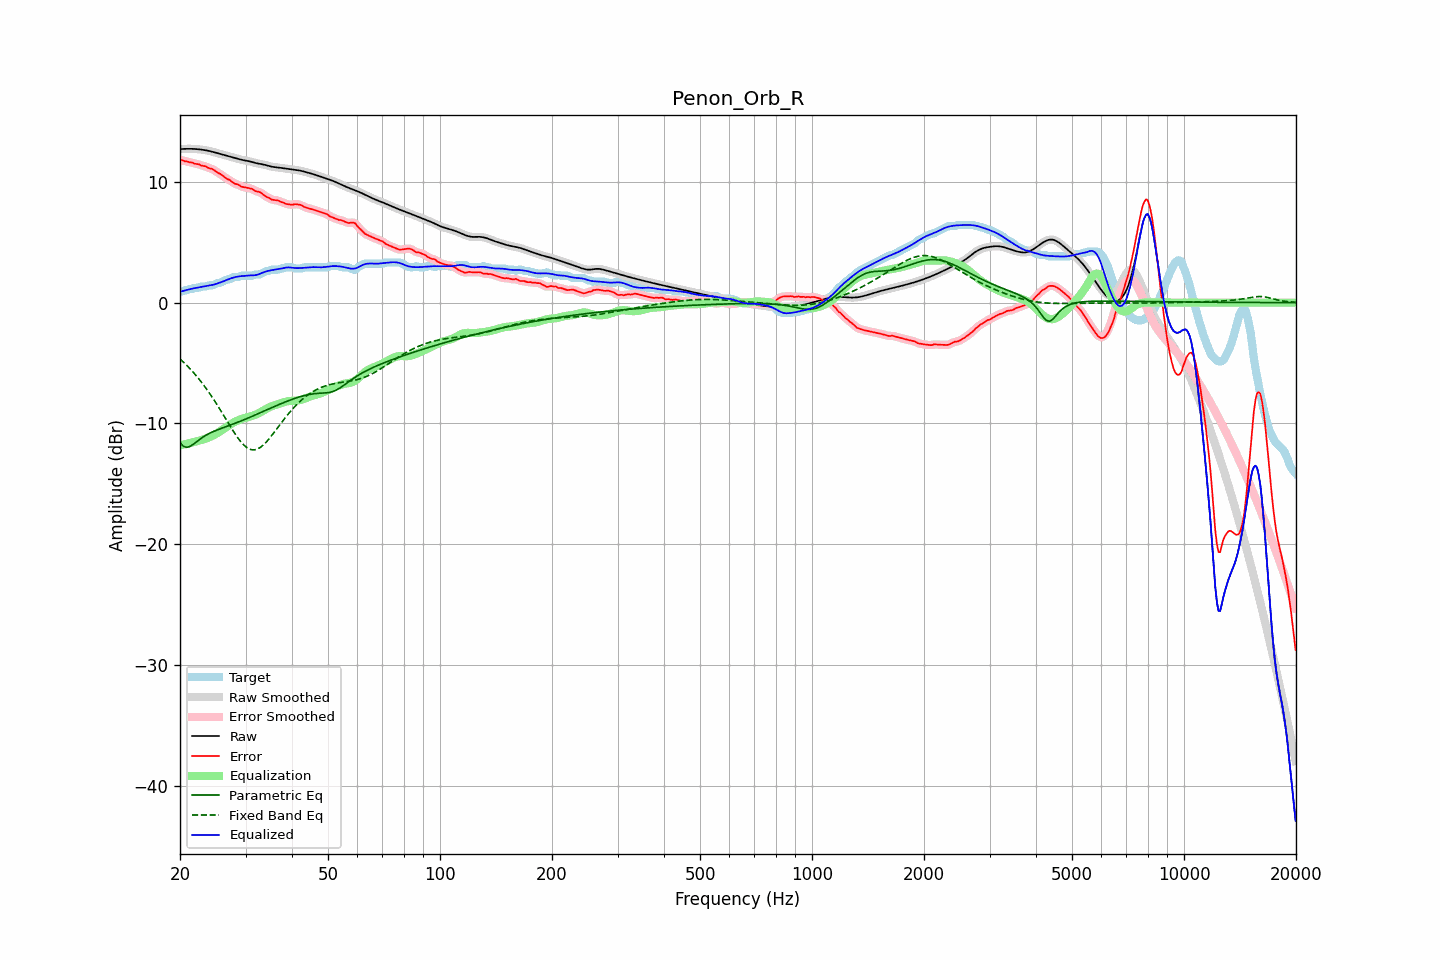 Penon_Orb_R
Amplitude (dBr)
10
0
−10
−20
−30
−40
Target
Raw Smoothed
Error Smoothed
Raw
Error
Equalization
Parametric Eq
Fixed Band Eq
Equalized
20 50 100 200 500 1000 2000 5000 10000 20000
Frequency (Hz)